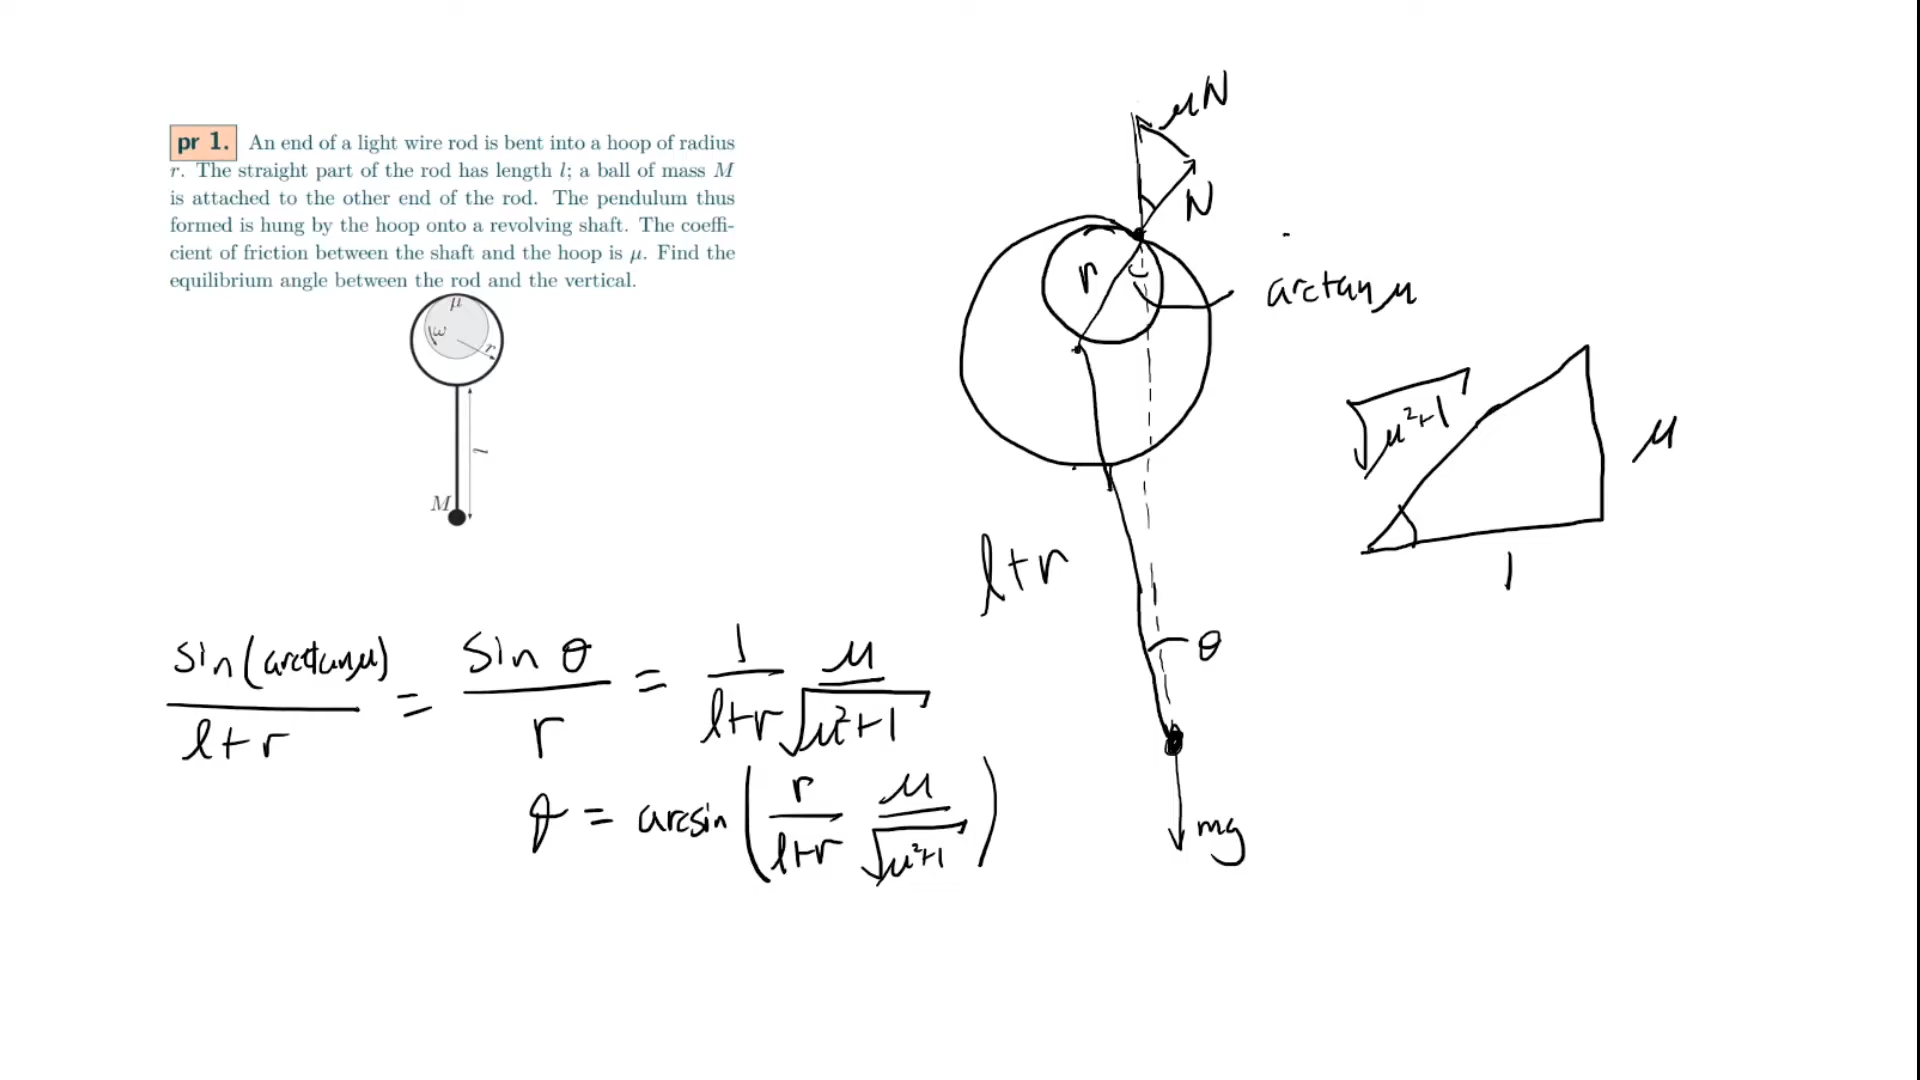 pr 1. An end of a light wire rod is bent into a hoop of radius
r. The straight part of the rod has length l; a ball of mass M
is attached to the other end of the rod. The pendulum thus
formed is hung by the hoop onto a revolving shaft. The coeffi-
cient of friction between the shaft and the hoop is μ. Find the
equilibrium angle between the rod and the vertical.
μ
ω
r
l
M
μN
N
r
arctan μ
√(μ²+1)
μ
1
l+r
θ
mg
sin(arctan μ)/(l+r) = sin θ/r = 1/(l+r) μ/√(μ²+1)
θ = arcsin(r/(l+r) μ/√(μ²+1))